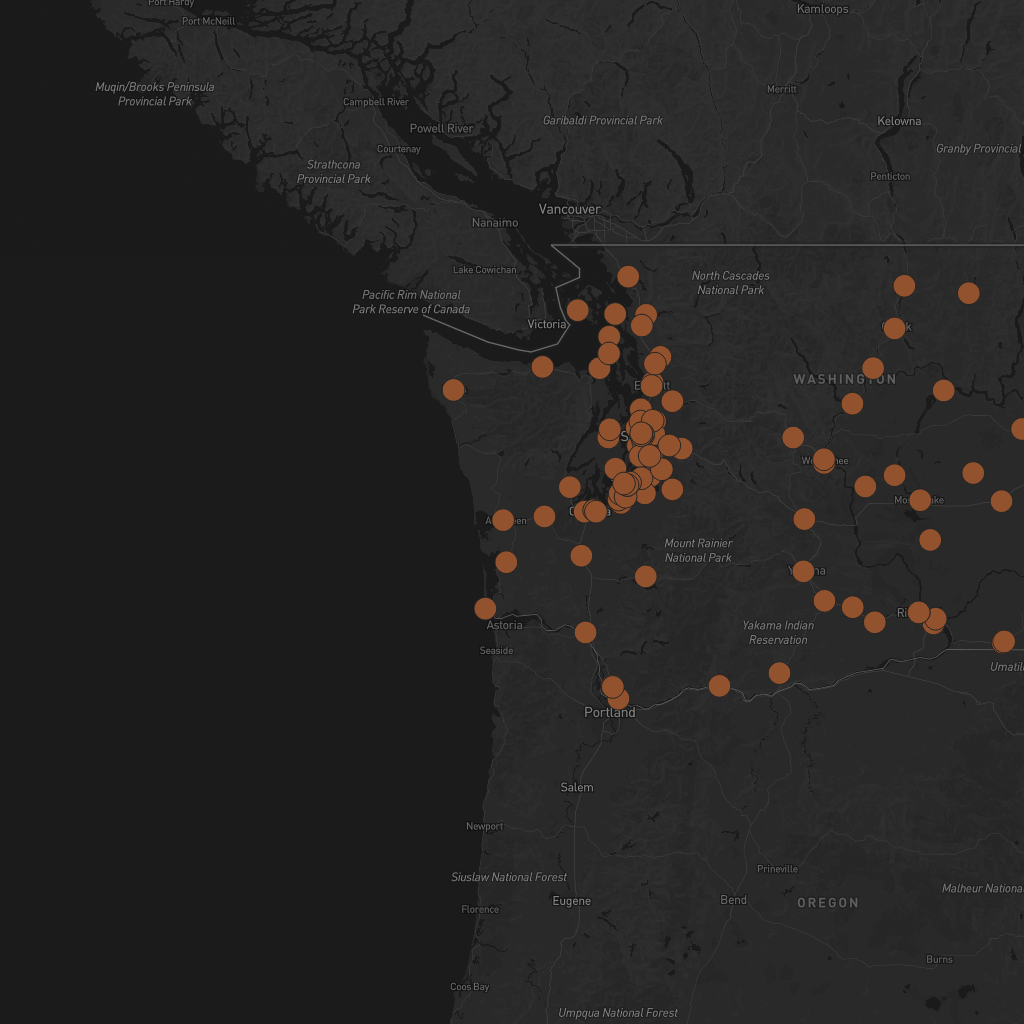 Port Hardy
Port McNeill
Kamloops
Muqin/Brooks Peninsula
Provincial Park
Campbell River
Merritt
Powell River
Garibaldi Provincial Park
Kelowna
Courtenay
Granby Provincial
Strathcona
Provincial Park
Penticton
Vancouver
Nanaimo
Lake Cowichan
North Cascades
National Park
Pacific Rim National
Park Reserve of Canada
Victoria
WASHINGTON
Mount Rainier
National Park
Yakama Indian
Reservation
Astoria
Seaside
Portland
Salem
Newport
Prineville
Siuslaw National Forest
Malheur National
Eugene
Bend
OREGON
Florence
Burns
Coos Bay
Umpqua National Forest